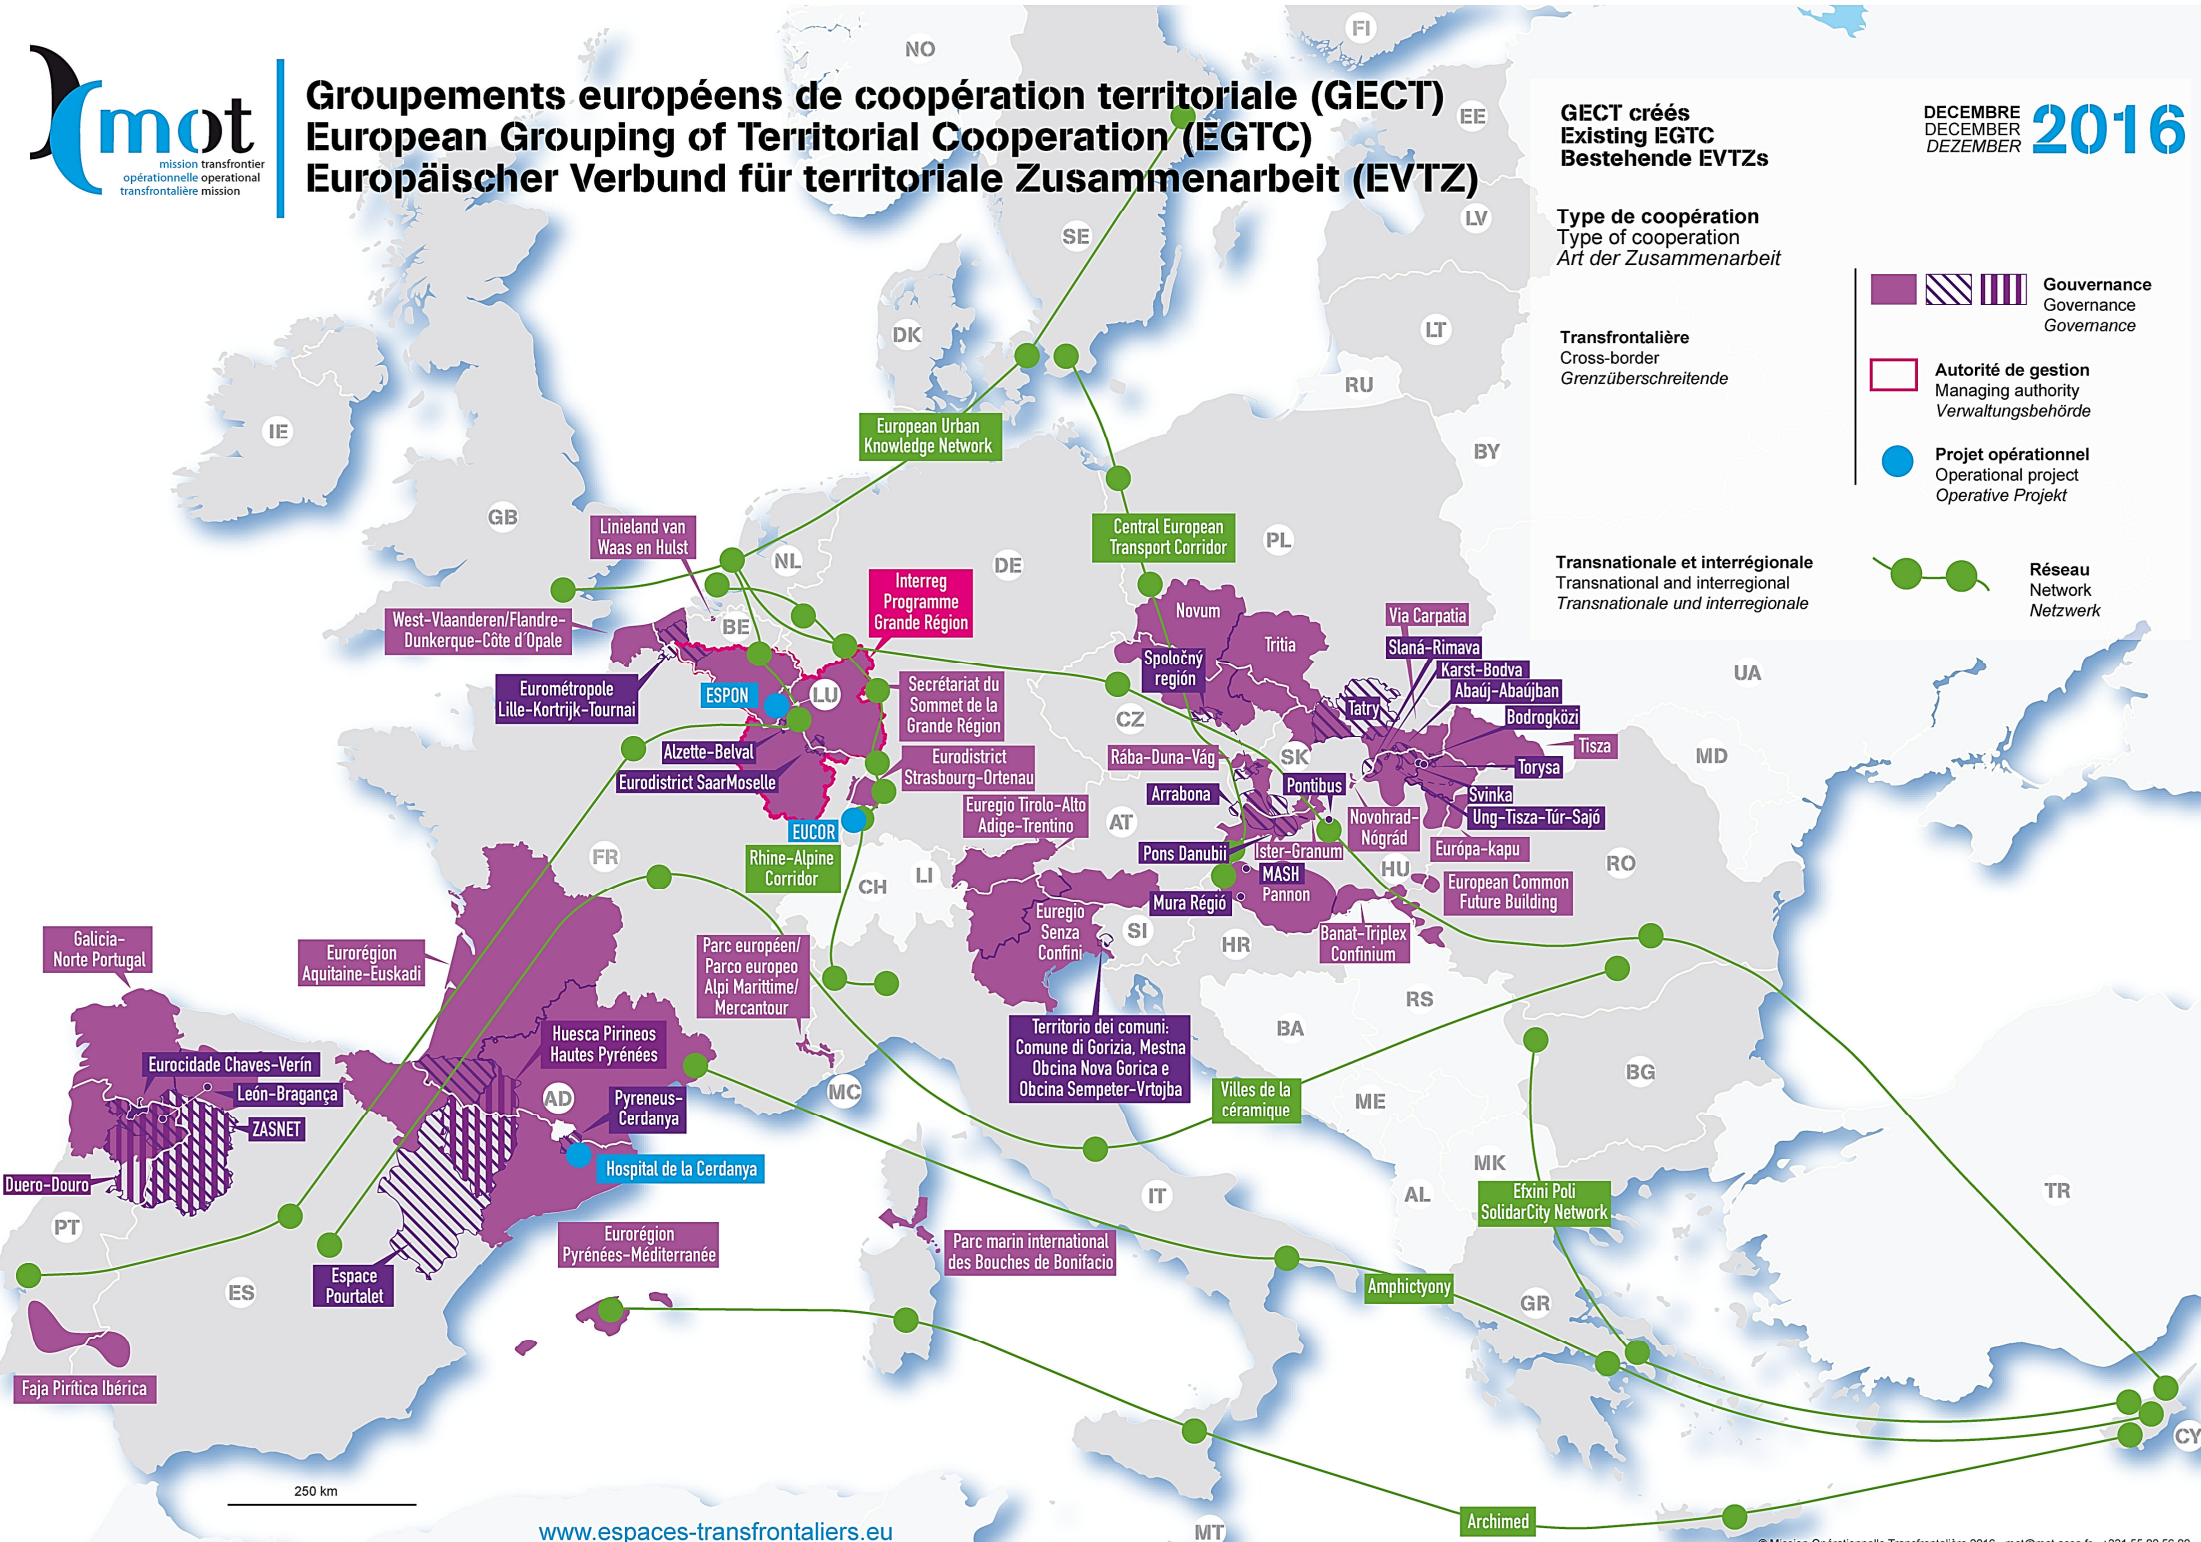 mot
mission transfrontier
opérationnelle operational
transfrontalière mission
Groupements européens de coopération territoriale (GECT)
European Grouping of Territorial Cooperation (EGTC)
Europäischer Verbund für territoriale Zusammenarbeit (EVTZ)
GECT créés
Existing EGTC
Bestehende EVTZs
DECEMBRE
DECEMBER
DEZEMBER
2016
Type de coopération
Type of cooperation
Art der Zusammenarbeit
Transfrontalière
Cross-border
Grenzüberschreitende
Gouvernance
Governance
Governance
Autorité de gestion
Managing authority
Verwaltungsbehörde
Projet opérationnel
Operational project
Operative Projekt
Transnationale et interrégionale
Transnational and interregional
Transnationale und interregionale
Réseau
Network
Netzwerk
NO
FI
EE
SE
LV
DK
LT
RU
IE
BY
GB
NL
DE
PL
BE
LU
CZ
UA
SK
MD
FR
AT
CH
LI
HU
RO
SI
HR
RS
BA
BG
AD
MC
ME
MK
IT
AL
TR
PT
ES
GR
CY
MT
European Urban
Knowledge Network
Linieland van
Waas en Hulst
Central European
Transport Corridor
West-Vlaanderen/Flandre-
Dunkerque-Côte d'Opale
Interreg
Programme
Grande Région
Novum
Tritia
Via Carpatia
Slaná-Rimava
Karst-Bodva
Abaúj-Abaújban
Bodrogközi
Spoločný
región
Eurométropole
Lille-Kortrijk-Tournai
ESPON
Secrétariat du
Sommet de la
Grande Région
Tatry
Tisza
Alzette-Belval
Eurodistrict SaarMoselle
Eurodistrict
Strasbourg-Ortenau
Rába-Duna-Vág
Torysa
Arrabona
Pontibus
Svinka
Ung-Tisza-Túr-Sajó
Novohrad-
Nógrád
Euregio Tirolo-Alto
Adige-Trentino
EUCOR
Rhine-Alpine
Corridor
Pons Danubii
Ister-Granum
Európa-kapu
MASH
Pannon
Mura Régió
European Common
Future Building
Euregio
Senza
Confini
Banat-Triplex
Confinium
Galicia-
Norte Portugal
Eurorégion
Aquitaine-Euskadi
Parc européen/
Parco europeo
Alpi Marittime/
Mercantour
Territorio dei comuni:
Comune di Gorizia, Mestna
Obcina Nova Gorica e
Obcina Sempeter-Vrtojba
Huesca Pirineos
Hautes Pyrénées
Eurocidade Chaves-Verín
León-Bragança
ZASNET
Pyreneus-
Cerdanya
Villes de la
céramique
Hospital de la Cerdanya
Duero-Douro
Efxini Poli
SolidarCity Network
Eurorégion
Pyrénées-Méditerranée
Parc marin international
des Bouches de Bonifacio
Espace
Pourtalet
Amphictyony
Faja Pirítica Ibérica
Archimed
250 km
www.espaces-transfrontaliers.eu